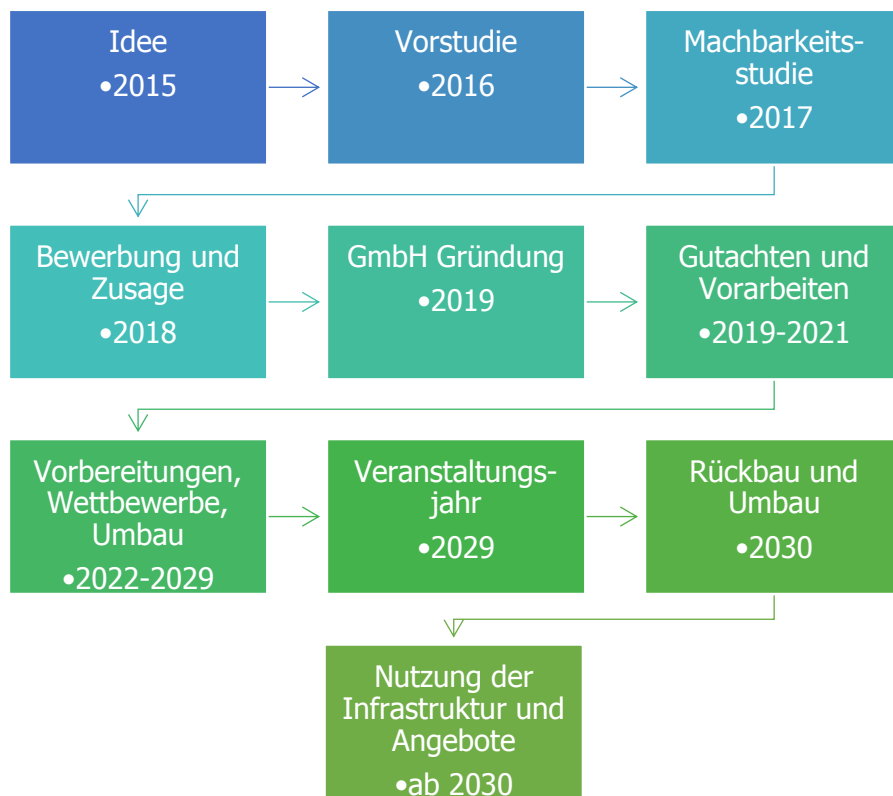 Idee
•2015
Vorstudie
•2016
Machbarkeits-
studie
•2017
Bewerbung und
Zusage
•2018
GmbH Gründung
•2019
Gutachten und
Vorarbeiten
•2019-2021
Vorbereitungen,
Wettbewerbe,
Umbau
•2022-2029
Veranstaltungs-
jahr
•2029
Rückbau und
Umbau
•2030
Nutzung der
Infrastruktur und
Angebote
•ab 2030